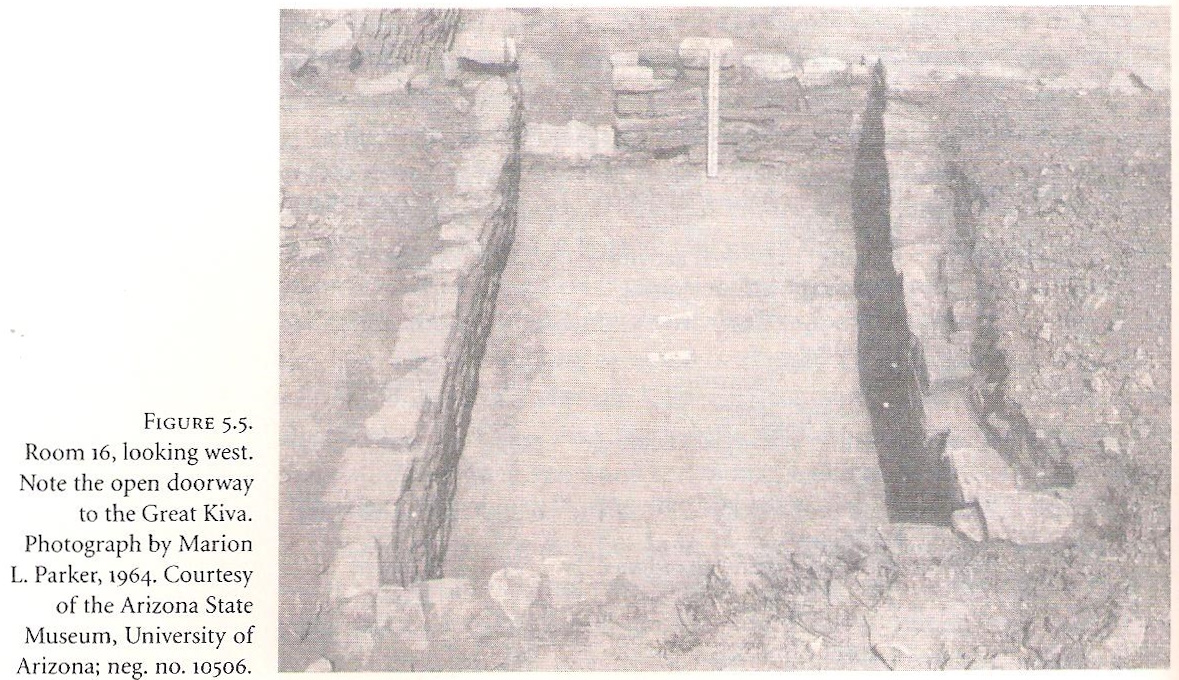 FIGURE 5.5.
Room 16, looking west.
Note the open doorway
to the Great Kiva.
Photograph by Marion
L. Parker, 1964. Courtesy
of the Arizona State
Museum, University of
Arizona; neg. no. 10506.